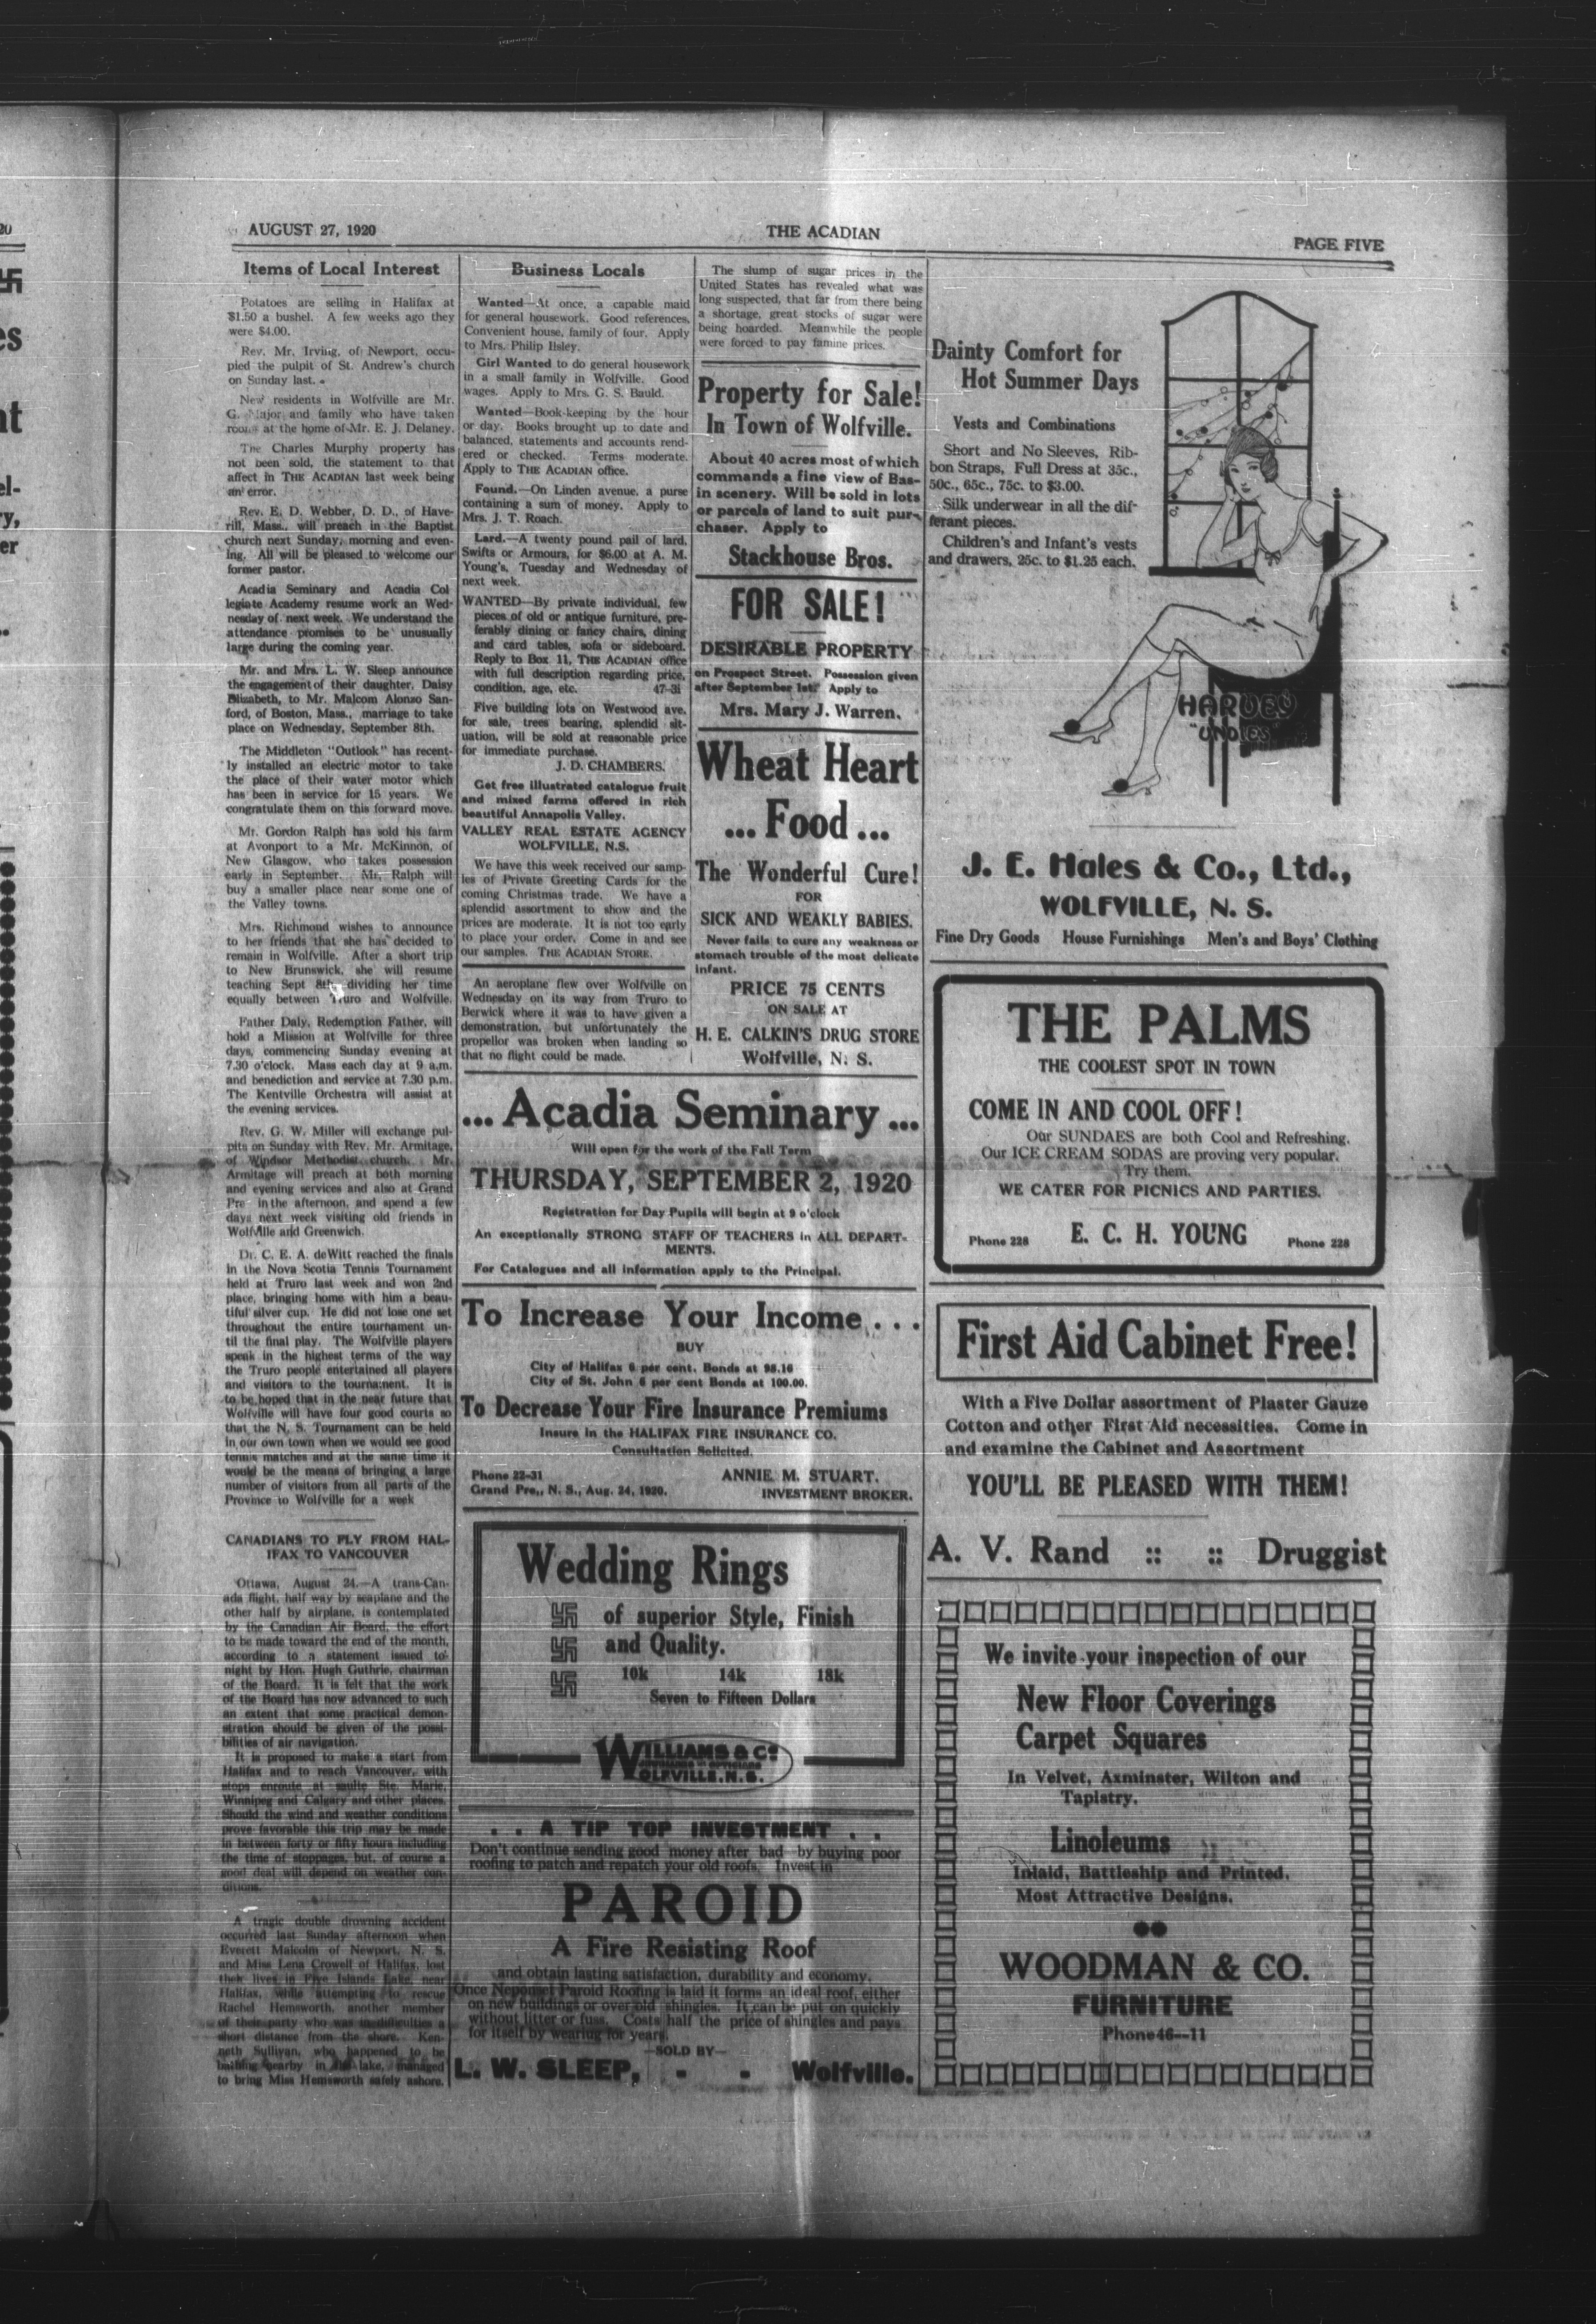 AUGUST 27, 1920
THE ACADIAN
PAGE FIVE
Items of Local Interest
Potatoes are selling in Halifax at
$1.50 a bushel. A few weeks ago they
were $4.00.
Rev. Mr. Irving, of Newport, occu-
pied the pulpit of St. Andrew's church
on Sunday last.
New residents in Wolfville are Mr.
G. Major and family who have taken
rooms at the home of Mr. E. J. Delaney.
The Charles Murphy property has
not been sold, the statement to that
affect in THE ACADIAN last week being
an error.
Rev. E. D. Webber, D. D., of Have-
rill, Mass., will preach in the Baptist
church next Sunday, morning and even-
ing. All will be pleased to welcome our
former pastor.
Acadia Seminary and Acadia Col
legiate Academy resume work an Wed-
nesday of next week. We understand the
attendance promises to be unusually
large during the coming year.
Mr. and Mrs. L. W. Sleep announce
the engagement of their daughter, Daisy
Elizabeth, to Mr. Malcom Alonzo San-
ford, of Boston, Mass., marriage to take
place on Wednesday, September 8th.
The Middleton "Outlook" has recent-
ly installed an electric motor to take
the place of their water motor which
has been in service for 15 years. We
congratulate them on this forward move.
Mr. Gordon Ralph has sold his farm
at Avonport to a Mr. McKinnon, of
New Glasgow, who takes possession
early in September. Mr. Ralph will
buy a smaller place near some one of
the Valley towns.
Mrs. Richmond wishes to announce
to her friends that she has decided to
remain in Wolfville. After a short trip
to New Brunswick, she will resume
teaching Sept 8th, dividing her time
equally between Truro and Wolfville.
Father Daly, Redemption Father, will
hold a Mission at Wolfville for three
days, commencing Sunday evening at
7.30 o'clock. Mass each day at 9 a.m.
and benediction and service at 7.30 p.m.
The Kentville Orchestra will assist at
the evening services.
Rev. G. W. Miller will exchange pul-
pits on Sunday with Rev. Mr. Armitage,
of Windsor Methodist church. Mr.
Armitage will preach at both morning
and evening services and also at Grand
Pre in the afternoon, and spend a few
days next week visiting old friends in
Wolfville and Greenwich.
Dr. C. E. A. deWitt reached the finals
in the Nova Scotia Tennis Tournament
held at Truro last week and won 2nd
place, bringing home with him a beau-
tiful silver cup. He did not lose one set
throughout the entire tournament un-
til the final play. The Wolfville players
speak in the highest terms of the way
the Truro people entertained all players
and visitors to the tournament. It is
to be hoped that in the near future that
Wolfville will have four good courts so
that the N. S. Tournament can be held
in our own town when we would see good
tennis matches and at the same time it
would be the means of bringing a large
number of visitors from all parts of the
Province to Wolfville for a week
CANADIANS TO FLY FROM HAL-
IFAX TO VANCOUVER
Ottawa, August 24.—A trans-Can-
ada flight, half way by seaplane and the
other half by airplane, is contemplated
by the Canadian Air Board, the effort
to be made toward the end of the month,
according to a statement issued to-
night by Hon. Hugh Guthrie, chairman
of the Board. It is felt that the work
of the Board has now advanced to such
an extent that some practical demon-
stration should be given of the possi-
bilities of air navigation.
It is proposed to make a start from
Halifax and to reach Vancouver, with
stops enroute at saulte Ste. Marie,
Winnipeg and Calgary and other places.
Should the wind and weather conditions
prove favorable this trip may be made
in between forty or fifty hours including
the time of stoppages, but, of course a
good deal will depend on weather con-
ditions.
A tragic double drowning accident
occurred last Sunday afternoon when
Everett Malcolm of Newport, N. S.
and Miss Lena Crowell of Halifax, lost
their lives in Five Islands Lake, near
Halifax, while attempting to rescue
Rachel Hemsworth, another member
of their party who was in difficulties a
short distance from the shore. Ken-
neth Sullivan, who happened to be
bathing nearby in the lake, managed
to bring Miss Hemsworth safely ashore.
Business Locals
Wanted—At once, a capable maid
for general housework. Good references,
Convenient house, family of four. Apply
to Mrs. Philip Ilsley.
Girl Wanted to do general housework
in a small family in Wolfville. Good
wages. Apply to Mrs. G. S. Bauld.
Wanted—Book-keeping by the hour
or day. Books brought up to date and
balanced, statements and accounts rend-
ered or checked. Terms moderate.
Apply to THE ACADIAN office.
Found.—On Linden avenue, a purse
containing a sum of money. Apply to
Mrs. J. T. Roach.
Lard.—A twenty pound pail of lard,
Swifts or Armours, for $6.00 at A. M.
Young's, Tuesday and Wednesday of
next week.
WANTED—By private individual, few
pieces of old or antique furniture, pre-
ferably dining or fancy chairs, dining
and card tables, sofa or sideboard.
Reply to Box 11, THE ACADIAN office
with full description regarding price,
condition, age, etc. 47-3i
Five building lots on Westwood ave.
for sale, trees bearing, splendid sit-
uation, will be sold at reasonable price
for immediate purchase.
J. D. CHAMBERS.
Get free illustrated catalogue fruit
and mixed farms offered in rich
beautiful Annapolis Valley.
VALLEY REAL ESTATE AGENCY
WOLFVILLE, N.S.
We have this week received our samp-
les of Private Greeting Cards for the
coming Christmas trade. We have a
splendid assortment to show and the
prices are moderate. It is not too early
to place your order. Come in and see
our samples. THE ACADIAN STORE.
An aeroplane flew over Wolfville on
Wednesday on its way from Truro to
Berwick where it was to have given a
demonstration, but unfortunately the
propellor was broken when landing so
that no flight could be made.
The slump of sugar prices in the
United States has revealed what was
long suspected, that far from there being
a shortage, great stocks of sugar were
being hoarded. Meanwhile the people
were forced to pay famine prices.
Property for Sale!
In Town of Wolfville.
About 40 acres most of which
commands a fine view of Bas-
in scenery. Will be sold in lots
or parcels of land to suit pur-
chaser. Apply to
Stackhouse Bros.
FOR SALE!
DESIRABLE PROPERTY
on Prospect Street. Possession given
after September 1st. Apply to
Mrs. Mary J. Warren.
Wheat Heart
... Food ...
The Wonderful Cure!
FOR
SICK AND WEAKLY BABIES.
Never fails to cure any weakness or
stomach trouble of the most delicate
infant.
PRICE 75 CENTS
ON SALE AT
H. E. CALKIN'S DRUG STORE
Wolfville, N. S.
... Acadia Seminary ...
Will open for the work of the Fall Term
THURSDAY, SEPTEMBER 2, 1920
Registration for Day Pupils will begin at 9 o'clock
An exceptionally STRONG STAFF OF TEACHERS in ALL DEPART-
MENTS.
For Catalogues and all information apply to the Principal.
To Increase Your Income . . .
BUY
City of Halifax 6 per cent. Bonds at 98.16
City of St. John 6 per cent Bonds at 100.00.
To Decrease Your Fire Insurance Premiums
Insure in the HALIFAX FIRE INSURANCE CO.
Consultation Solicited.
Phone 22-31
ANNIE M. STUART.
Grand Pre., N. S., Aug. 24, 1920.
INVESTMENT BROKER.
Wedding Rings
of superior Style, Finish
and Quality.
10k 14k 18k
Seven to Fifteen Dollars
WILLIAMS & Co
WOLFVILLE. N. S.
. . A TIP TOP INVESTMENT . .
Don't continue sending good money after bad by buying poor
roofing to patch and repatch your old roofs. Invest in
PAROID
A Fire Resisting Roof
and obtain lasting satisfaction, durability and economy.
Once Neponset Paroid Roofing is laid it forms an ideal roof, either
on new buildings or over old shingles. It can be put on quickly
without litter or fuss. Costs half the price of shingles and pays
for itself by wearing for years.
—SOLD BY—
L. W. SLEEP, - - Wolfville.
Dainty Comfort for
Hot Summer Days
Vests and Combinations
Short and No Sleeves, Rib-
bon Straps, Full Dress at 35c.,
50c., 65c., 75c. to $3.00.
Silk underwear in all the dif-
ferant pieces.
Children's and Infant's vests
and drawers, 25c. to $1.25 each.
HARVEY
"UNDIES
J. E. Hales & Co., Ltd.,
WOLFVILLE, N. S.
Fine Dry Goods House Furnishings Men's and Boys' Clothing
THE PALMS
THE COOLEST SPOT IN TOWN
COME IN AND COOL OFF!
Our SUNDAES are both Cool and Refreshing.
Our ICE CREAM SODAS are proving very popular.
Try them.
WE CATER FOR PICNICS AND PARTIES.
Phone 228 E. C. H. YOUNG Phone 228
First Aid Cabinet Free!
With a Five Dollar assortment of Plaster Gauze
Cotton and other First Aid necessities. Come in
and examine the Cabinet and Assortment
YOU'LL BE PLEASED WITH THEM!
A. V. Rand :: :: Druggist
We invite your inspection of our
New Floor Coverings
Carpet Squares
In Velvet, Axminster, Wilton and
Tapistry.
Linoleums
Inlaid, Battleship and Printed.
Most Attractive Designs.
WOODMAN & CO.
FURNITURE
Phone 46--11